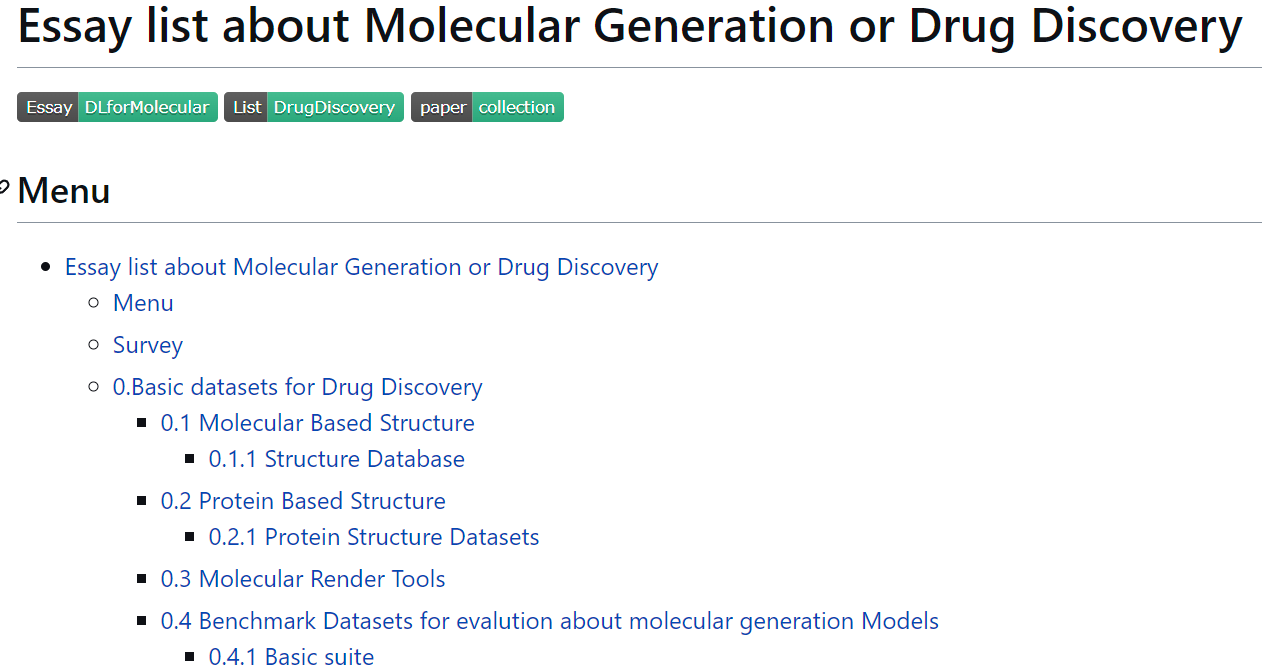 Essay list about Molecular Generation or Drug Discovery
Essay DLforMolecular List DrugDiscovery paper collection
Menu
Essay list about Molecular Generation or Drug Discovery
Menu
Survey
0.Basic datasets for Drug Discovery
0.1 Molecular Based Structure
0.1.1 Structure Database
0.2 Protein Based Structure
0.2.1 Protein Structure Datasets
0.3 Molecular Render Tools
0.4 Benchmark Datasets for evalution about molecular generation Models
0.4.1 Basic suite